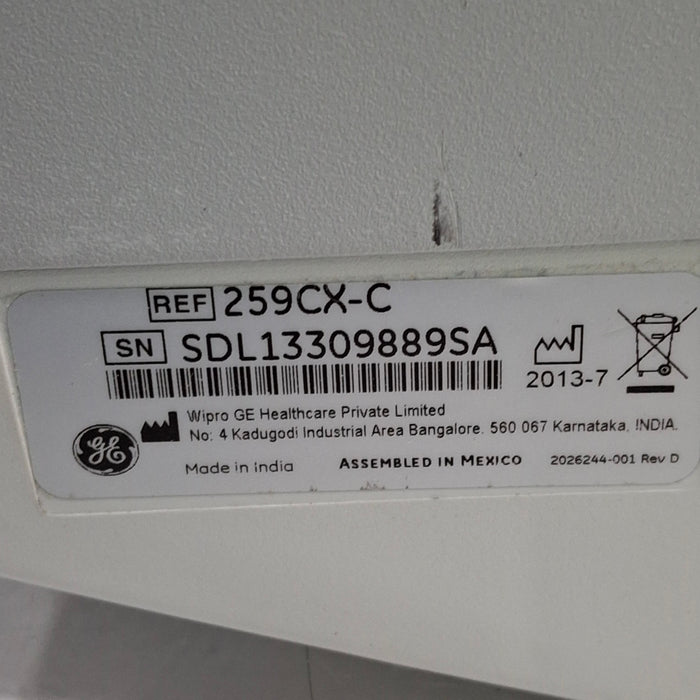 REF 259CX-C
SN SDL13309889SA
2013-7
Wipro GE Healthcare Private Limited
No: 4 Kadugodi Industrial Area Bangalore. 560 067 Karnataka, INDIA.
GE
Made in India ASSEMBLED IN MEXICO 2026244-001 Rev D